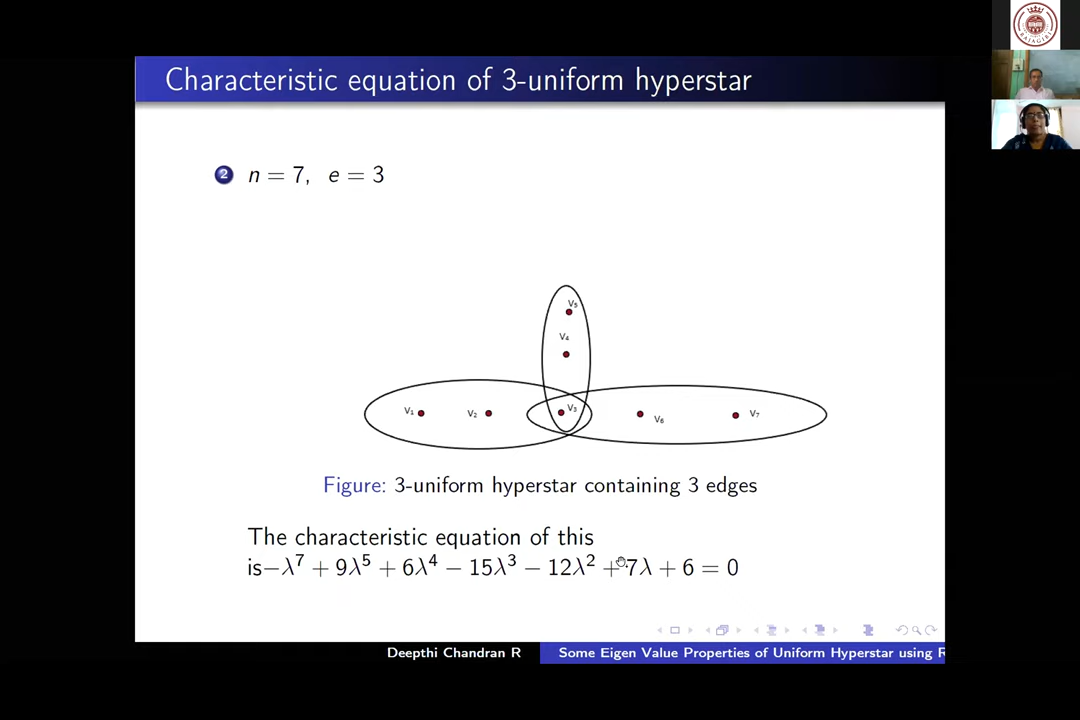 RAJAGIRI
Characteristic equation of 3-uniform hyperstar
2 n = 7, e = 3
V₅
V₄
V₁ V₂ V₃ V₆ V₇
Figure: 3-uniform hyperstar containing 3 edges
The characteristic equation of this
is−λ⁷ + 9λ⁵ + 6λ⁴ − 15λ³ − 12λ² + 7λ + 6 = 0
Deepthi Chandran R Some Eigen Value Properties of Uniform Hyperstar using R